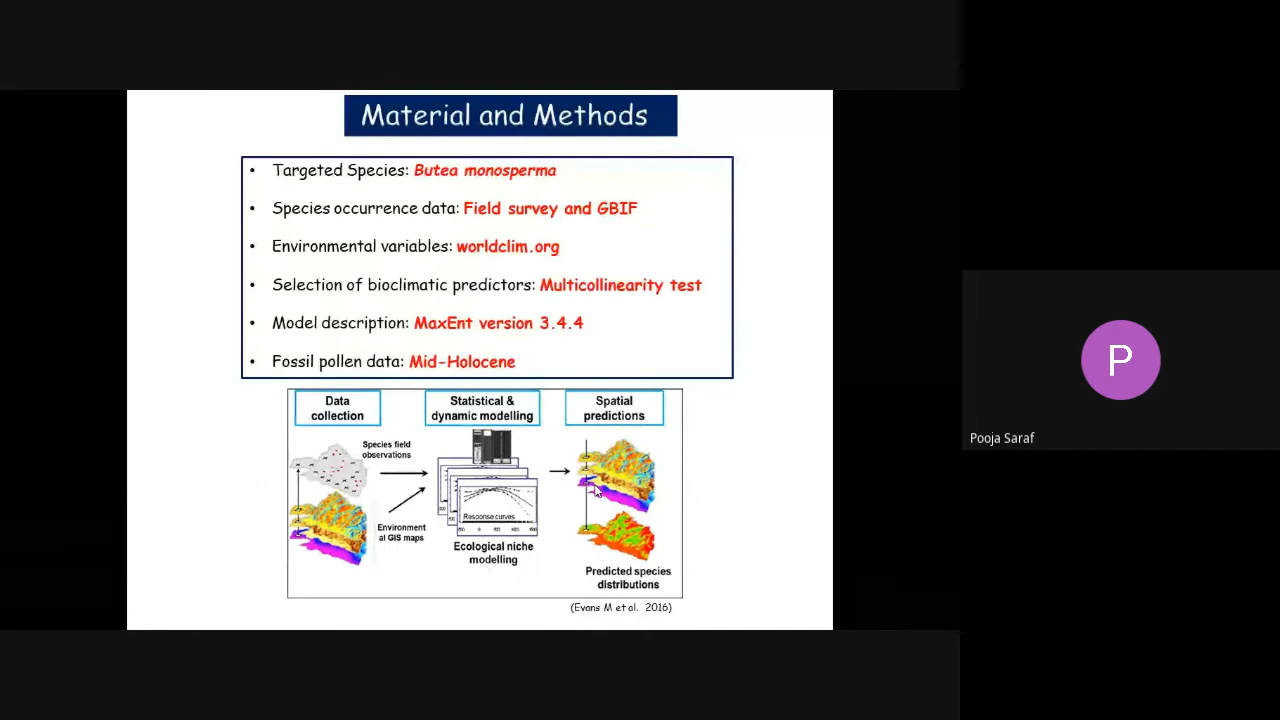 Material and Methods
• Targeted Species: Butea monosperma
• Species occurrence data: Field survey and GBIF
• Environmental variables: worldclim.org
• Selection of bioclimatic predictors: Multicollinearity test
• Model description: MaxEnt version 3.4.4
• Fossil pollen data: Mid-Holocene
Data
collection
Statistical &
dynamic modelling
Spatial
predictions
Species field
observations
Environment
al GIS maps
Response curves
Ecological niche
modelling
Predicted species
distributions
(Evans M et al. 2016)
P
Pooja Saraf